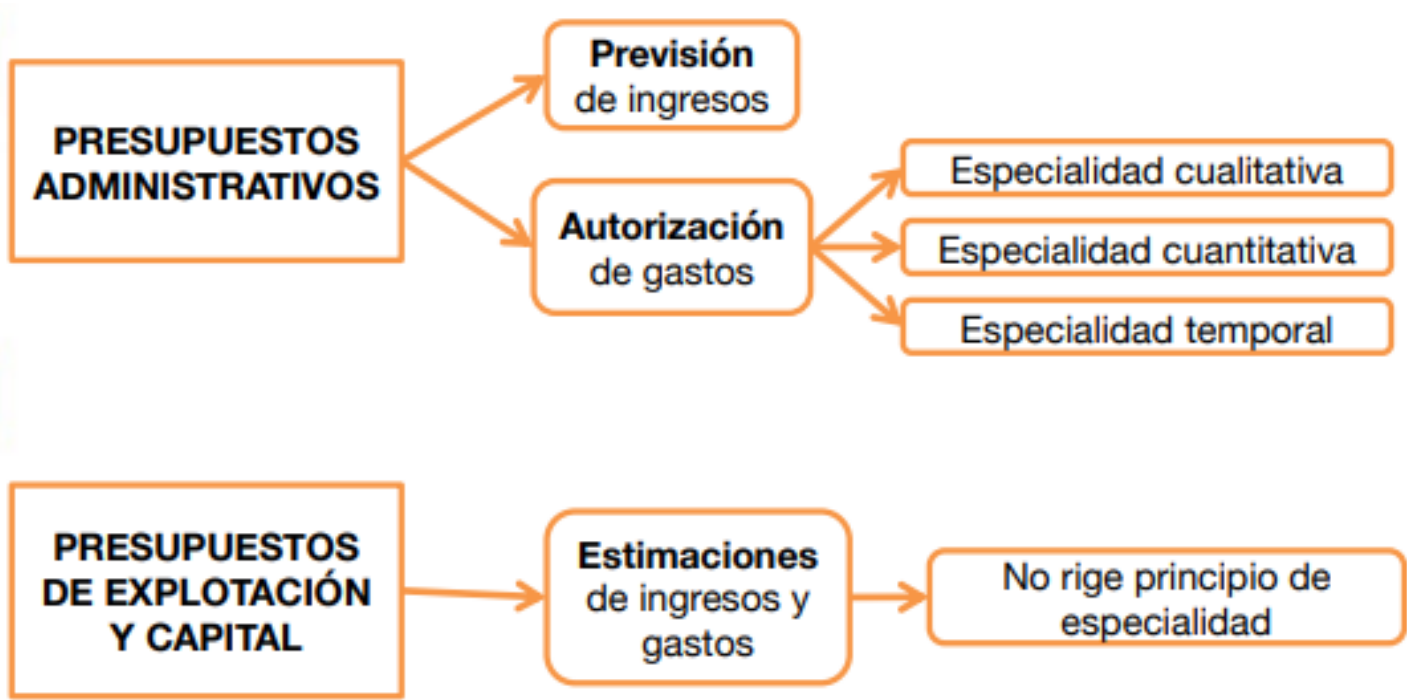 PRESUPUESTOS
ADMINISTRATIVOS
Previsión
de ingresos
Autorización
de gastos
Especialidad cualitativa
Especialidad cuantitativa
Especialidad temporal
PRESUPUESTOS
DE EXPLOTACIÓN
Y CAPITAL
Estimaciones
de ingresos y
gastos
No rige principio de
especialidad